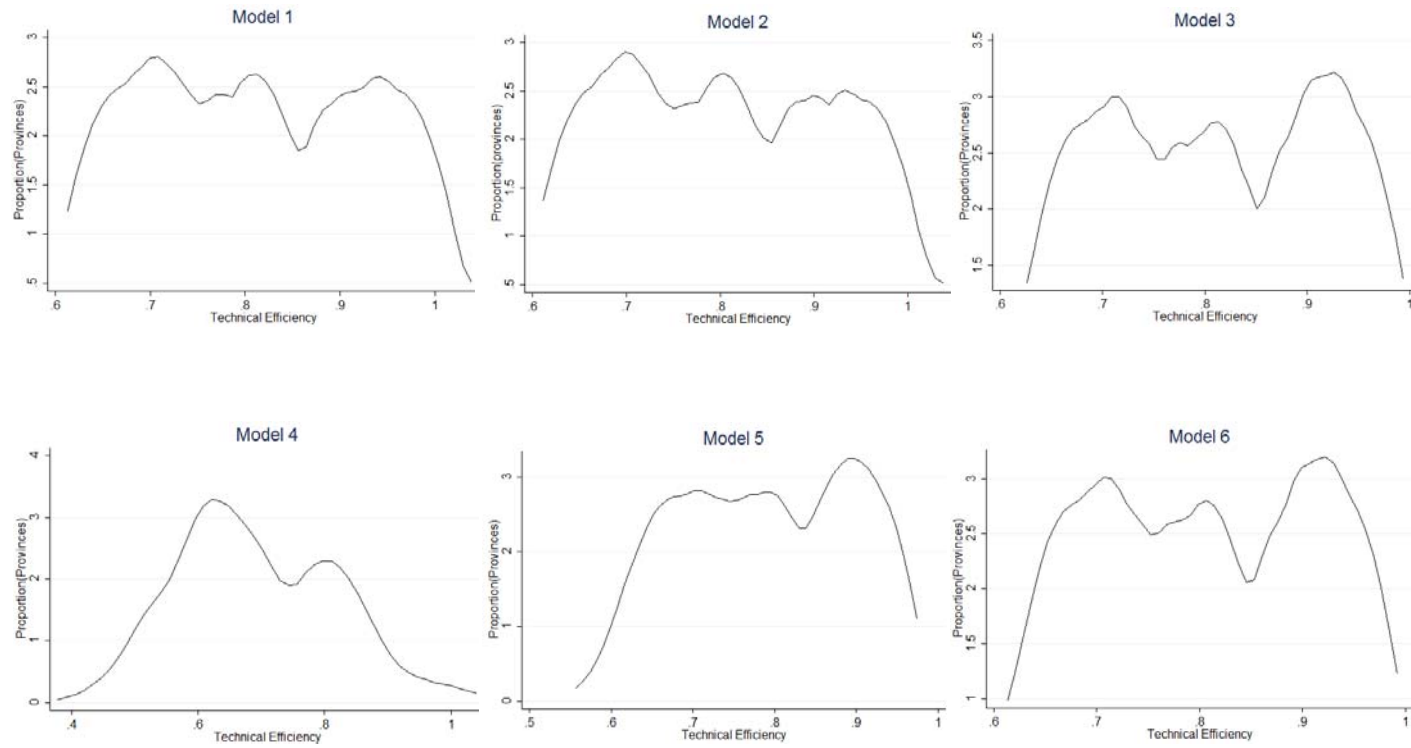 Model 1
Proportion(Provinces)
3
2.5
2
1.5
1
.5
.6 .7 .8 .9 1
Technical Efficiency
Model 2
Proportion(provinces)
3
2.5
2
1.5
1
.5
.6 .7 .8 .9 1
Technical Efficiency
Model 3
Proportion(Provinces)
3.5
3
2.5
2
1.5
.6 .7 .8 .9 1
Technical Efficiency
Model 4
Proportion(Provinces)
4
3
2
1
0
.4 .6 .8 1
Technical Efficiency
Model 5
Proportion(Provinces)
3
2
1
0
.5 .6 .7 .8 .9 1
Technical Efficiency
Model 6
Proportion(Provinces)
3
2.5
2
1.5
1
.6 .7 .8 .9 1
Technical Efficiency